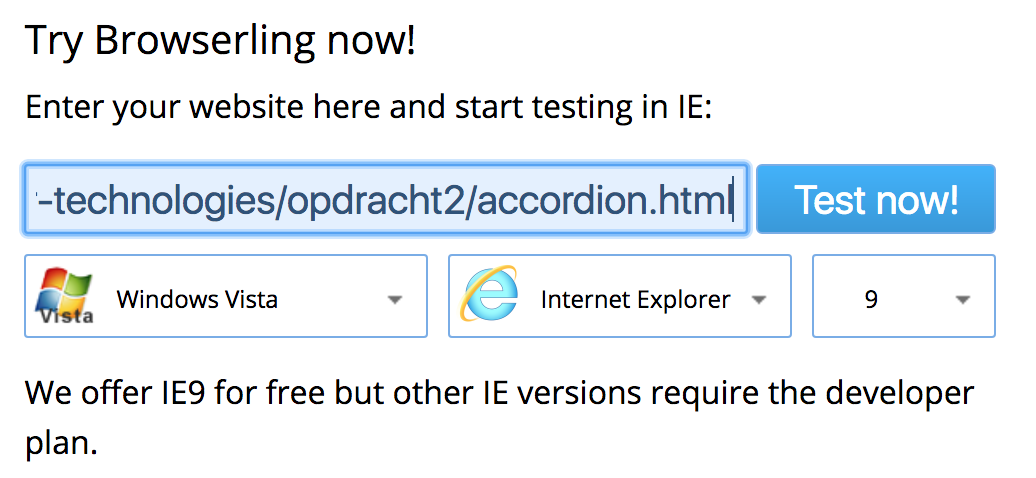 Try Browserling now!
Enter your website here and start testing in IE:
-technologies/opdracht2/accordion.html
Test now!
Vista
Windows Vista
Internet Explorer
9
We offer IE9 for free but other IE versions require the developer
plan.